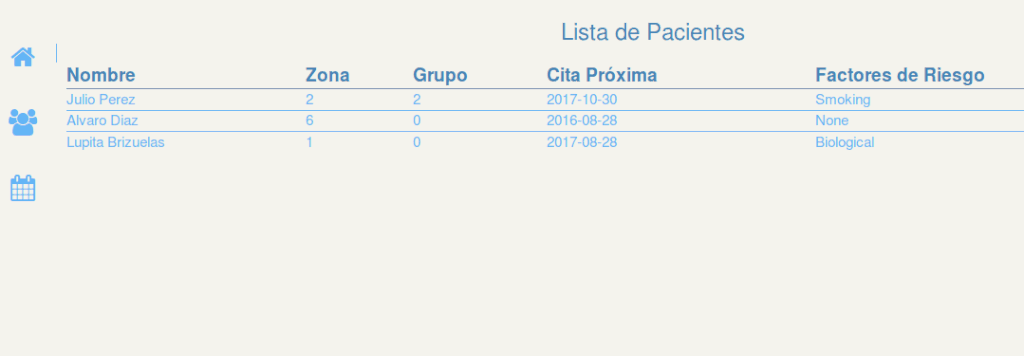 Lista de Pacientes
Nombre Zona Grupo Cita Próxima Factores de Riesgo
Julio Perez 2 2 2017-10-30 Smoking
Alvaro Diaz 6 0 2016-08-28 None
Lupita Brizuelas 1 0 2017-08-28 Biological